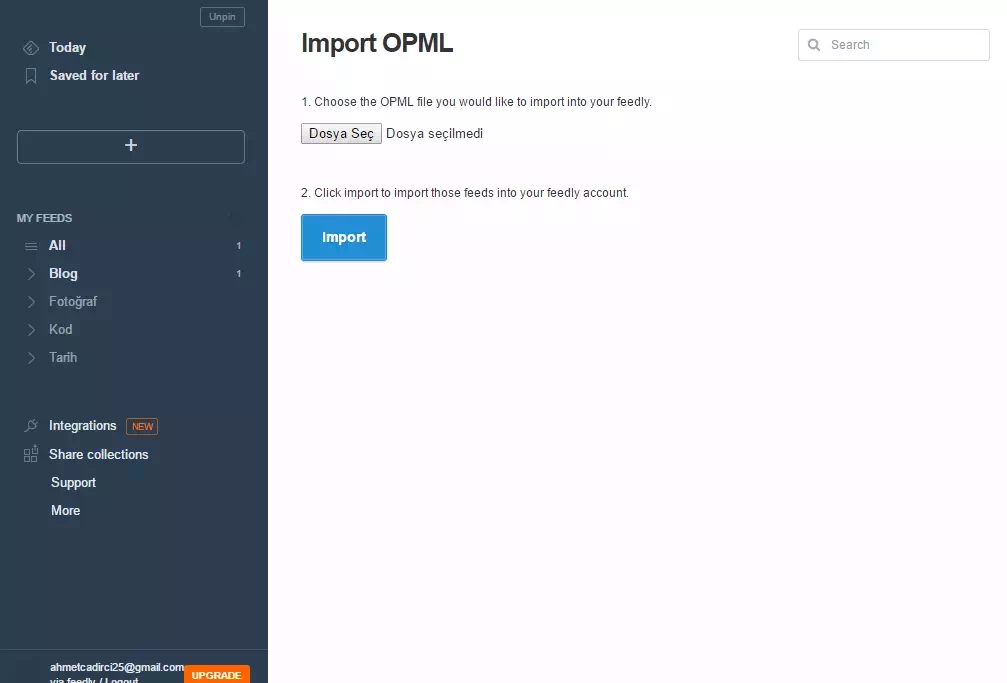 Unpin
Today
Saved for later
+
MY FEEDS
All 1
Blog 1
Fotoğraf
Kod
Tarih
Integrations NEW
Share collections
Support
More
ahmetcadirci25@gmail.com
via feedly / Logout
UPGRADE
Import OPML
Search
1. Choose the OPML file you would like to import into your feedly.
Dosya Seç Dosya seçilmedi
2. Click import to import those feeds into your feedly account.
Import